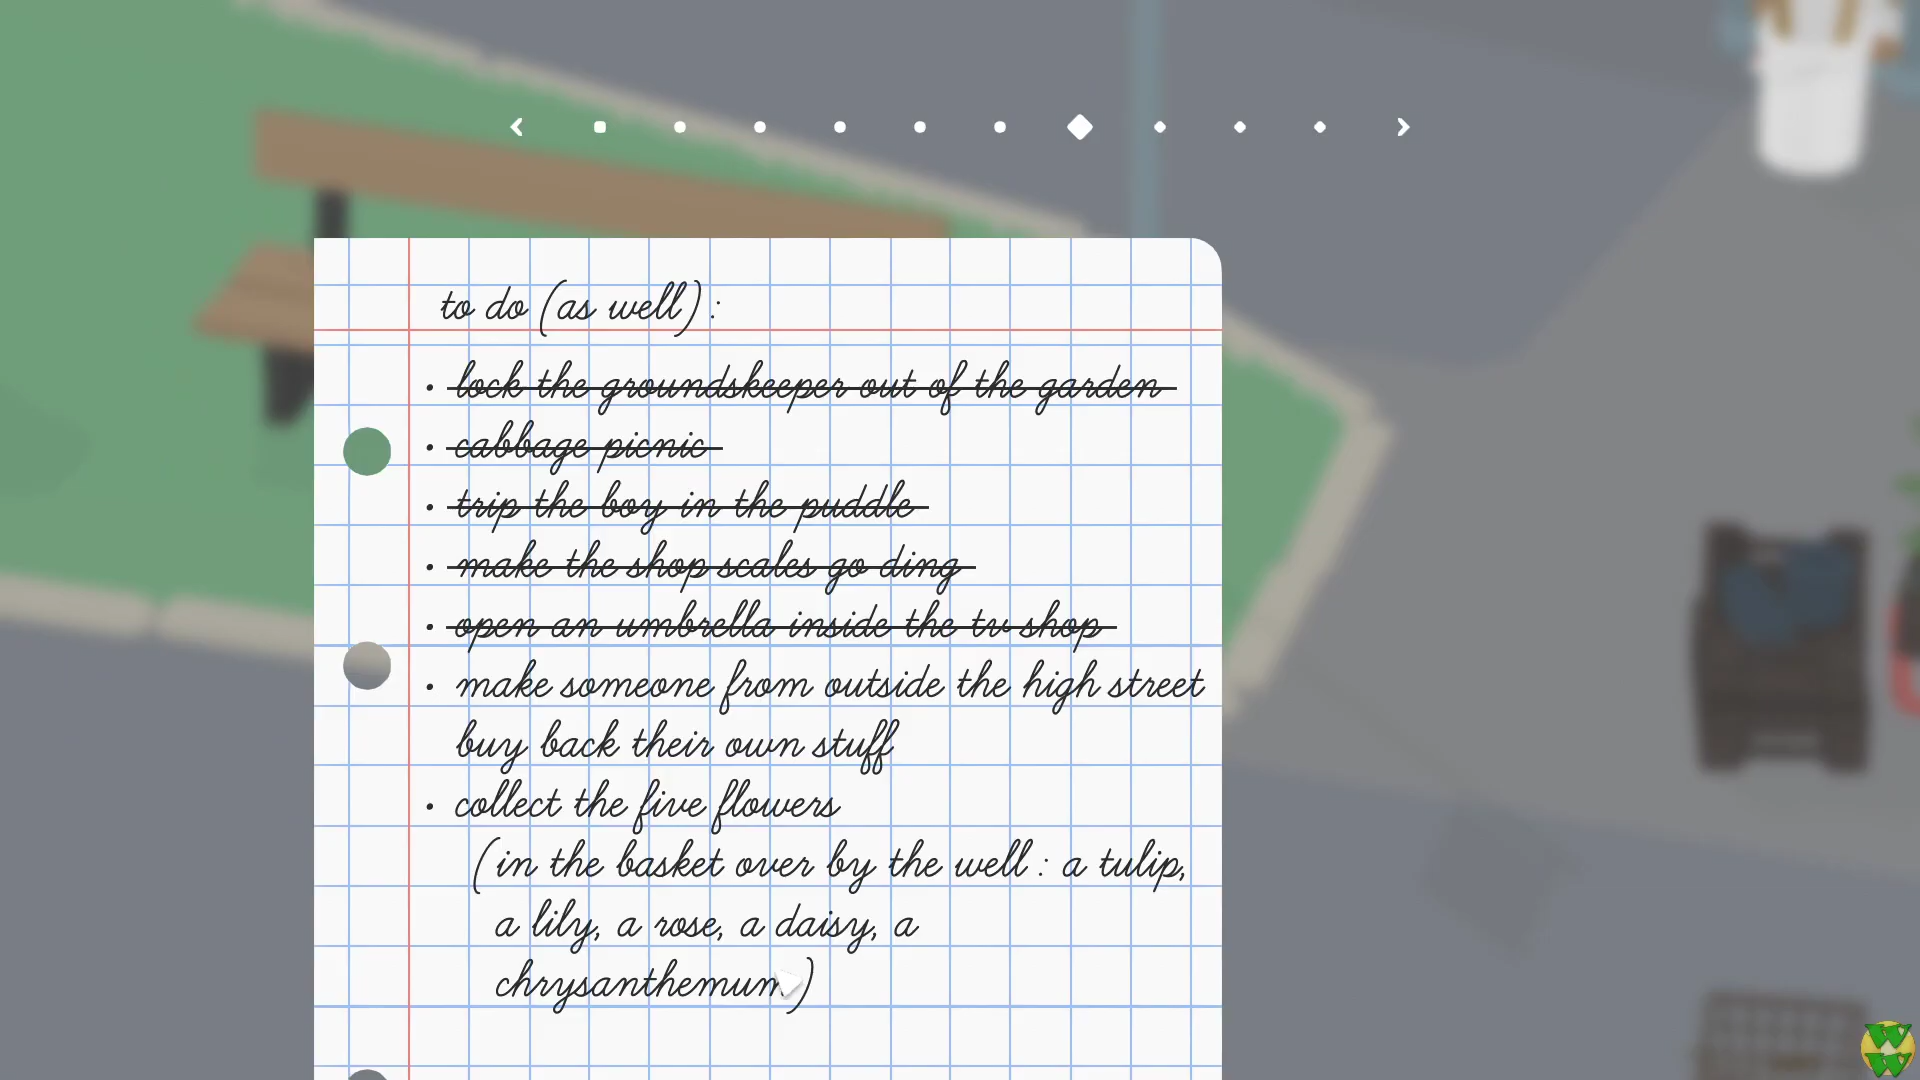 to do (as well) :
• lock the groundskeeper out of the garden
• cabbage picnic
• trip the boy in the puddle
• make the shop scales go ding
• open an umbrella inside the tv shop
• make someone from outside the high street
buy back their own stuff
• collect the five flowers
(in the basket over by the well : a tulip,
a lily, a rose, a daisy, a
chrysanthemum)
W
W